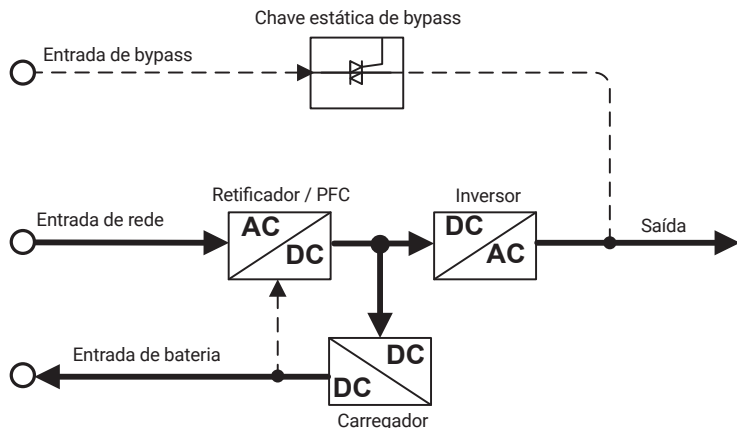 Chave estática de bypass
Entrada de bypass
Retificador / PFC
Inversor
Entrada de rede
AC
DC
DC
AC
Saída
Entrada de bateria
DC
DC
Carregador